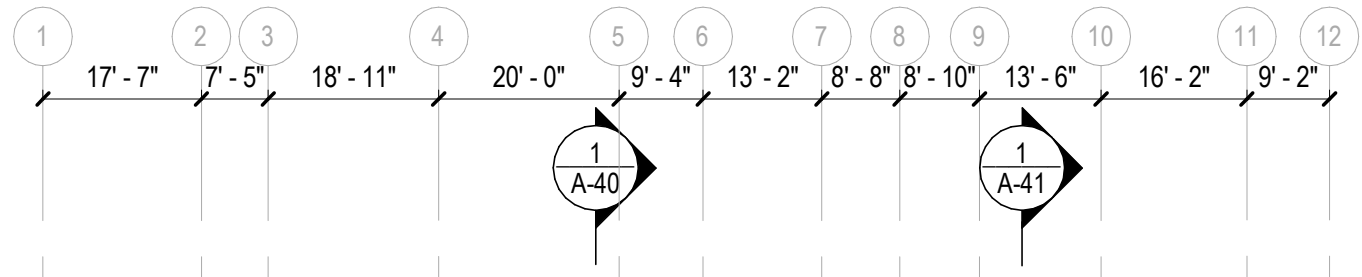 1 2 3 4 5 6 7 8 9 10 11 12
17' - 7" 7' - 5" 18' - 11" 20' - 0" 9' - 4" 13' - 2" 8' - 8" 8' - 10" 13' - 6" 16' - 2" 9' - 2"
1 1
A-40 A-41